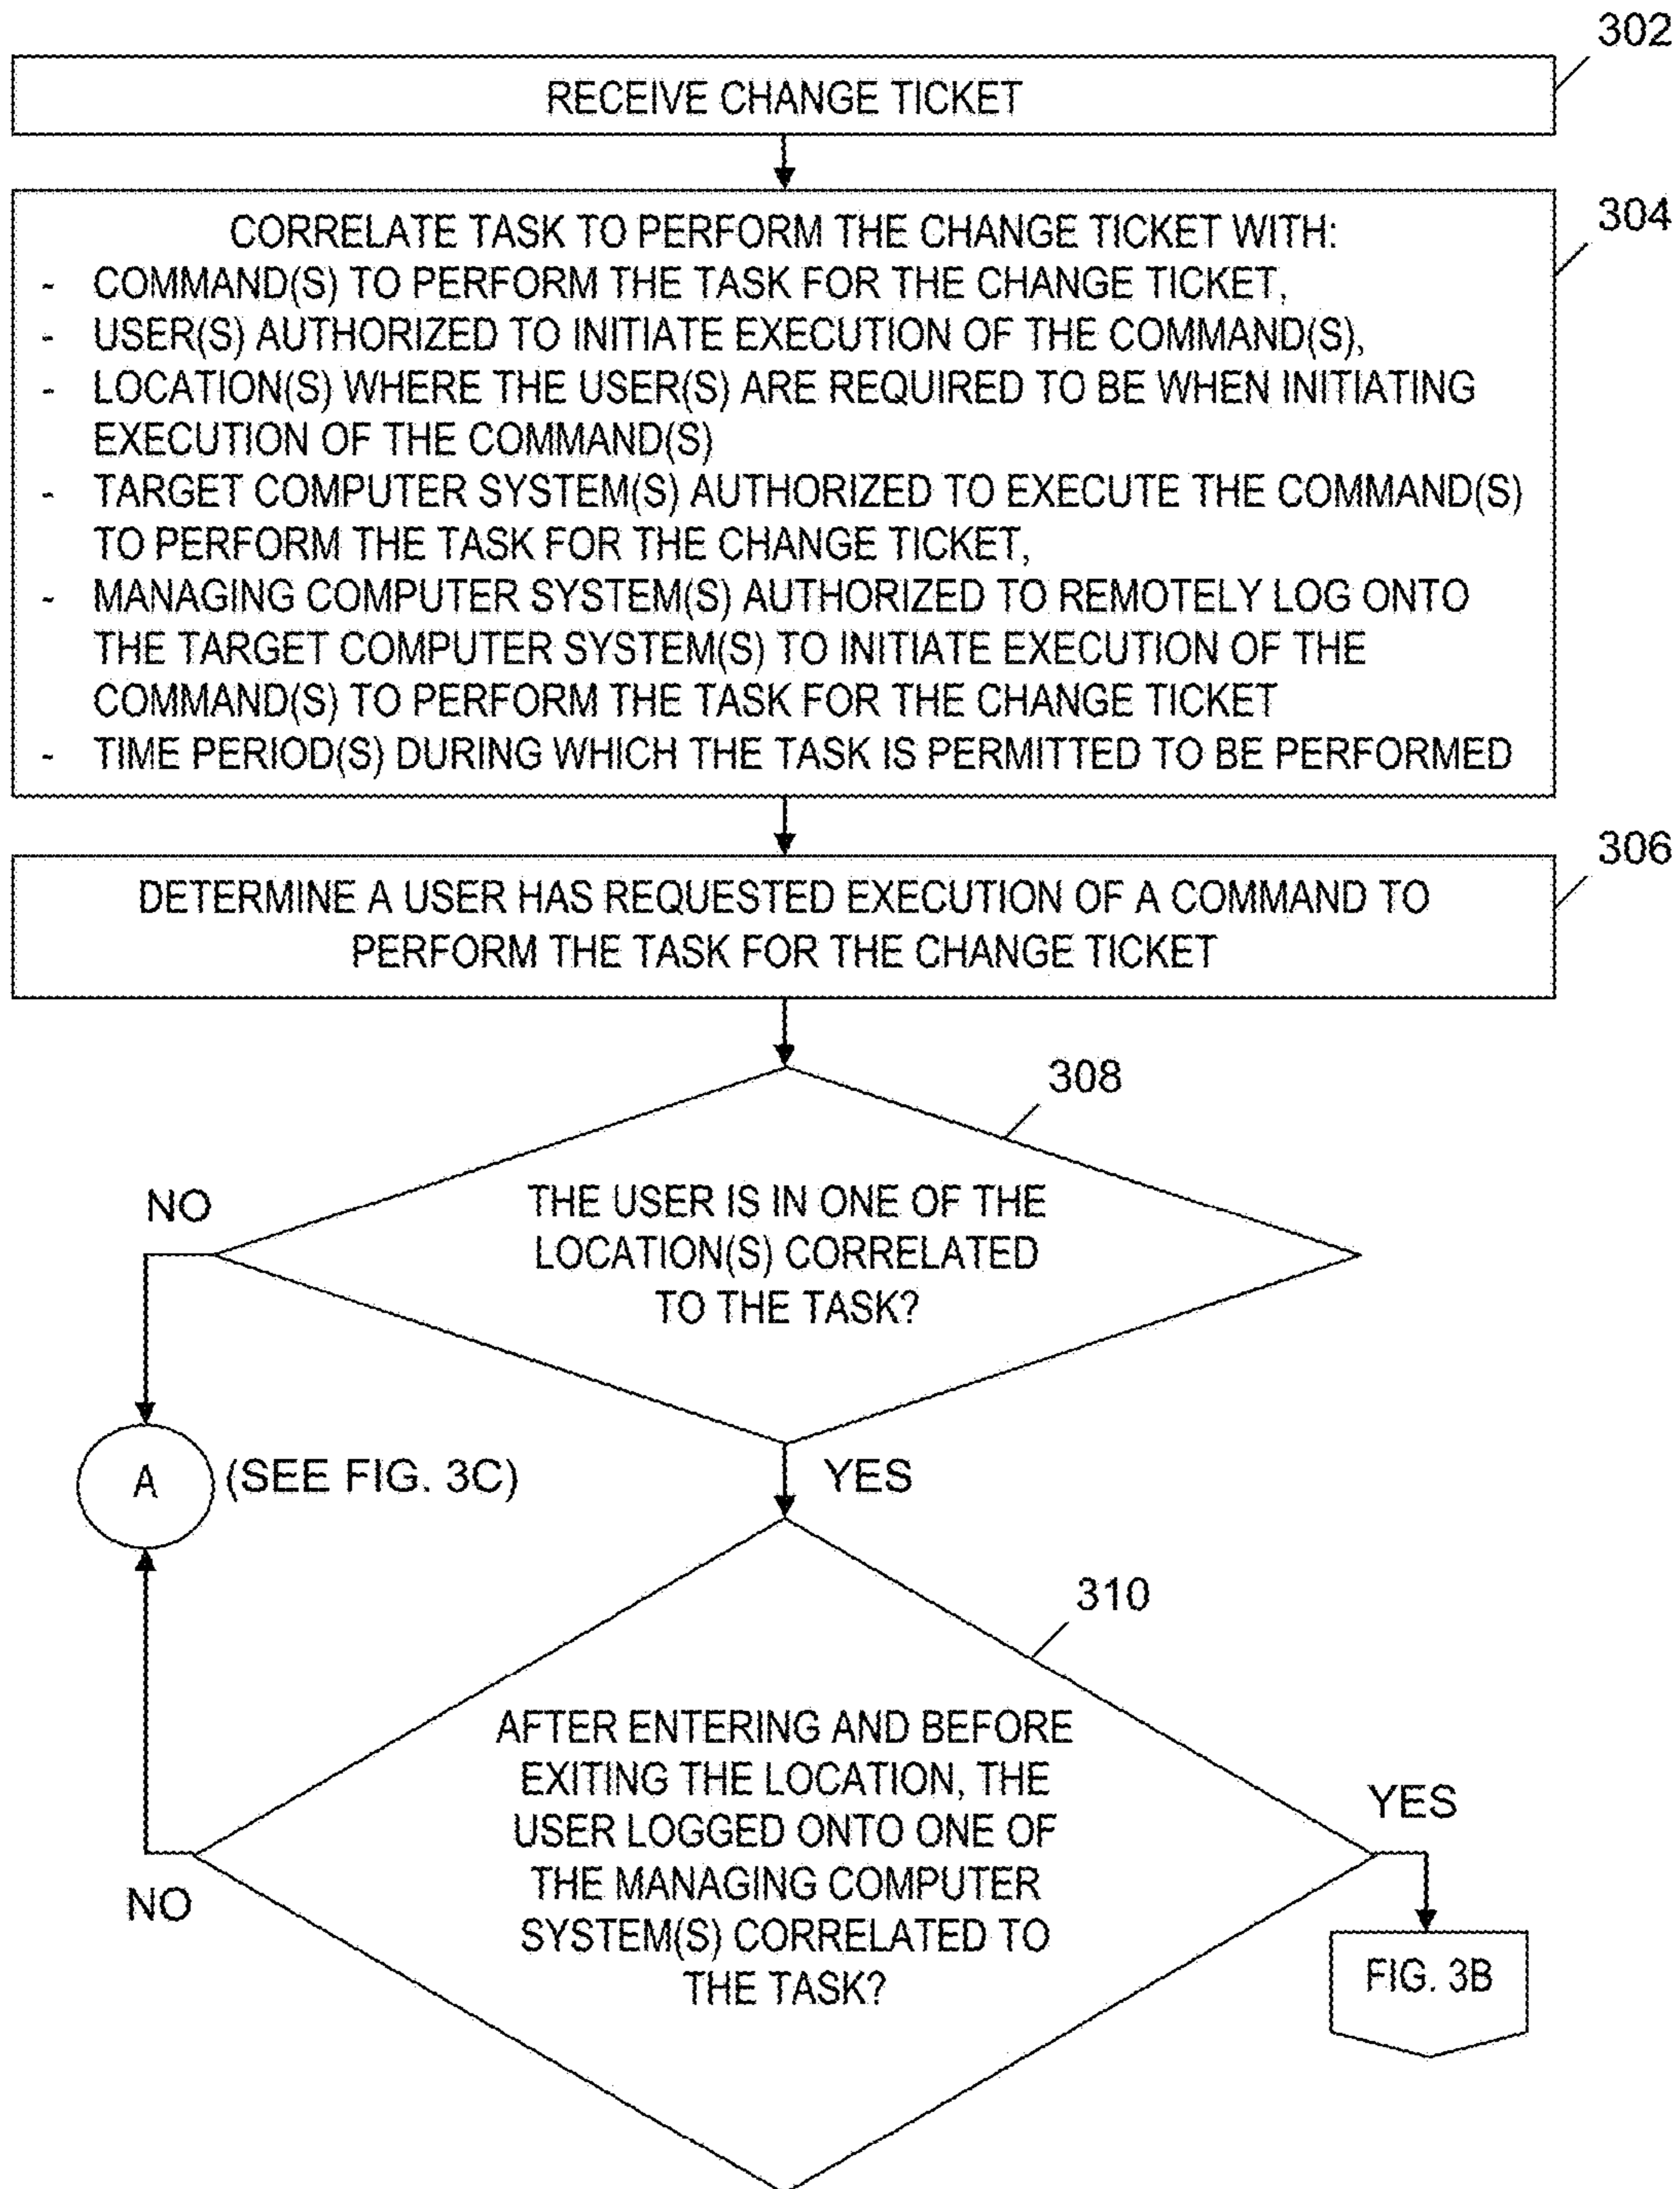 302
RECEIVE CHANGE TICKET
304
CORRELATE TASK TO PERFORM THE CHANGE TICKET WITH:
- COMMAND(S) TO PERFORM THE TASK FOR THE CHANGE TICKET,
- USER(S) AUTHORIZED TO INITIATE EXECUTION OF THE COMMAND(S),
- LOCATION(S) WHERE THE USER(S) ARE REQUIRED TO BE WHEN INITIATING
EXECUTION OF THE COMMAND(S)
- TARGET COMPUTER SYSTEM(S) AUTHORIZED TO EXECUTE THE COMMAND(S)
TO PERFORM THE TASK FOR THE CHANGE TICKET,
- MANAGING COMPUTER SYSTEM(S) AUTHORIZED TO REMOTELY LOG ONTO
THE TARGET COMPUTER SYSTEM(S) TO INITIATE EXECUTION OF THE
COMMAND(S) TO PERFORM THE TASK FOR THE CHANGE TICKET
- TIME PERIOD(S) DURING WHICH THE TASK IS PERMITTED TO BE PERFORMED
306
DETERMINE A USER HAS REQUESTED EXECUTION OF A COMMAND TO
PERFORM THE TASK FOR THE CHANGE TICKET
308
NO
THE USER IS IN ONE OF THE
LOCATION(S) CORRELATED
TO THE TASK?
A
(SEE FIG. 3C)
YES
310
AFTER ENTERING AND BEFORE
EXITING THE LOCATION, THE
USER LOGGED ONTO ONE OF
THE MANAGING COMPUTER
SYSTEM(S) CORRELATED TO
THE TASK?
YES
NO
FIG. 3B